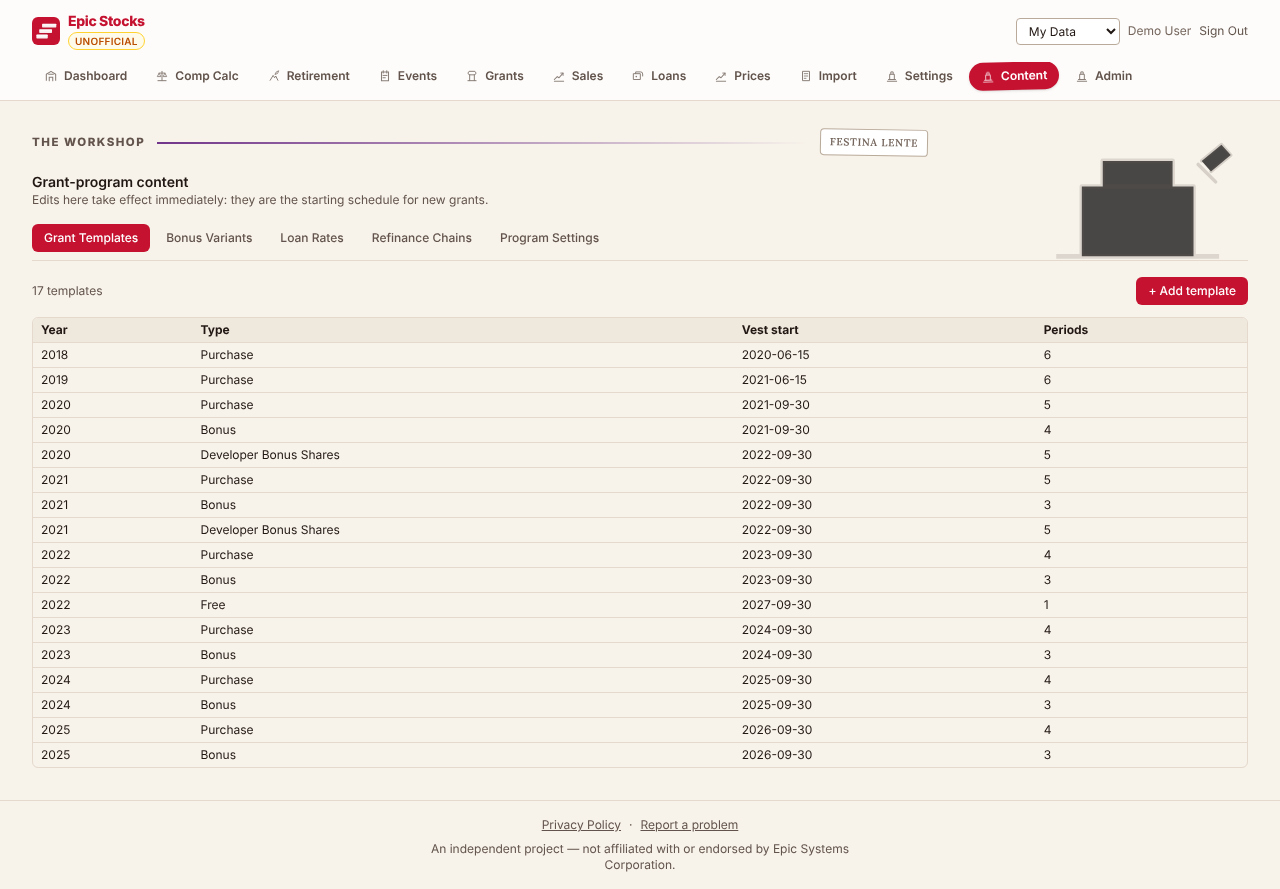 Epic Stocks
UNOFFICIAL
My Data
Demo User
Sign Out
Dashboard
Comp Calc
Retirement
Events
Grants
Sales
Loans
Prices
Import
Settings
Content
Admin
THE WORKSHOP
FESTINA LENTE
Grant-program content
Edits here take effect immediately: they are the starting schedule for new grants.
Grant Templates
Bonus Variants
Loan Rates
Refinance Chains
Program Settings
17 templates
+ Add template
Year Type Vest start Periods
2018 Purchase 2020-06-15 6
2019 Purchase 2021-06-15 6
2020 Purchase 2021-09-30 5
2020 Bonus 2021-09-30 4
2020 Developer Bonus Shares 2022-09-30 5
2021 Purchase 2022-09-30 5
2021 Bonus 2022-09-30 3
2021 Developer Bonus Shares 2022-09-30 5
2022 Purchase 2023-09-30 4
2022 Bonus 2023-09-30 3
2022 Free 2027-09-30 1
2023 Purchase 2024-09-30 4
2023 Bonus 2024-09-30 3
2024 Purchase 2025-09-30 4
2024 Bonus 2025-09-30 3
2025 Purchase 2026-09-30 4
2025 Bonus 2026-09-30 3
Privacy Policy · Report a problem
An independent project — not affiliated with or endorsed by Epic Systems
Corporation.